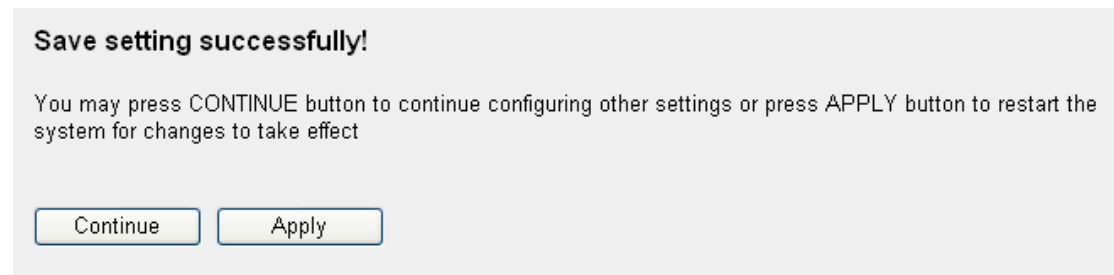 Save setting successfully!
You may press CONTINUE button to continue configuring other settings or press APPLY button to restart the
system for changes to take effect
Continue
Apply